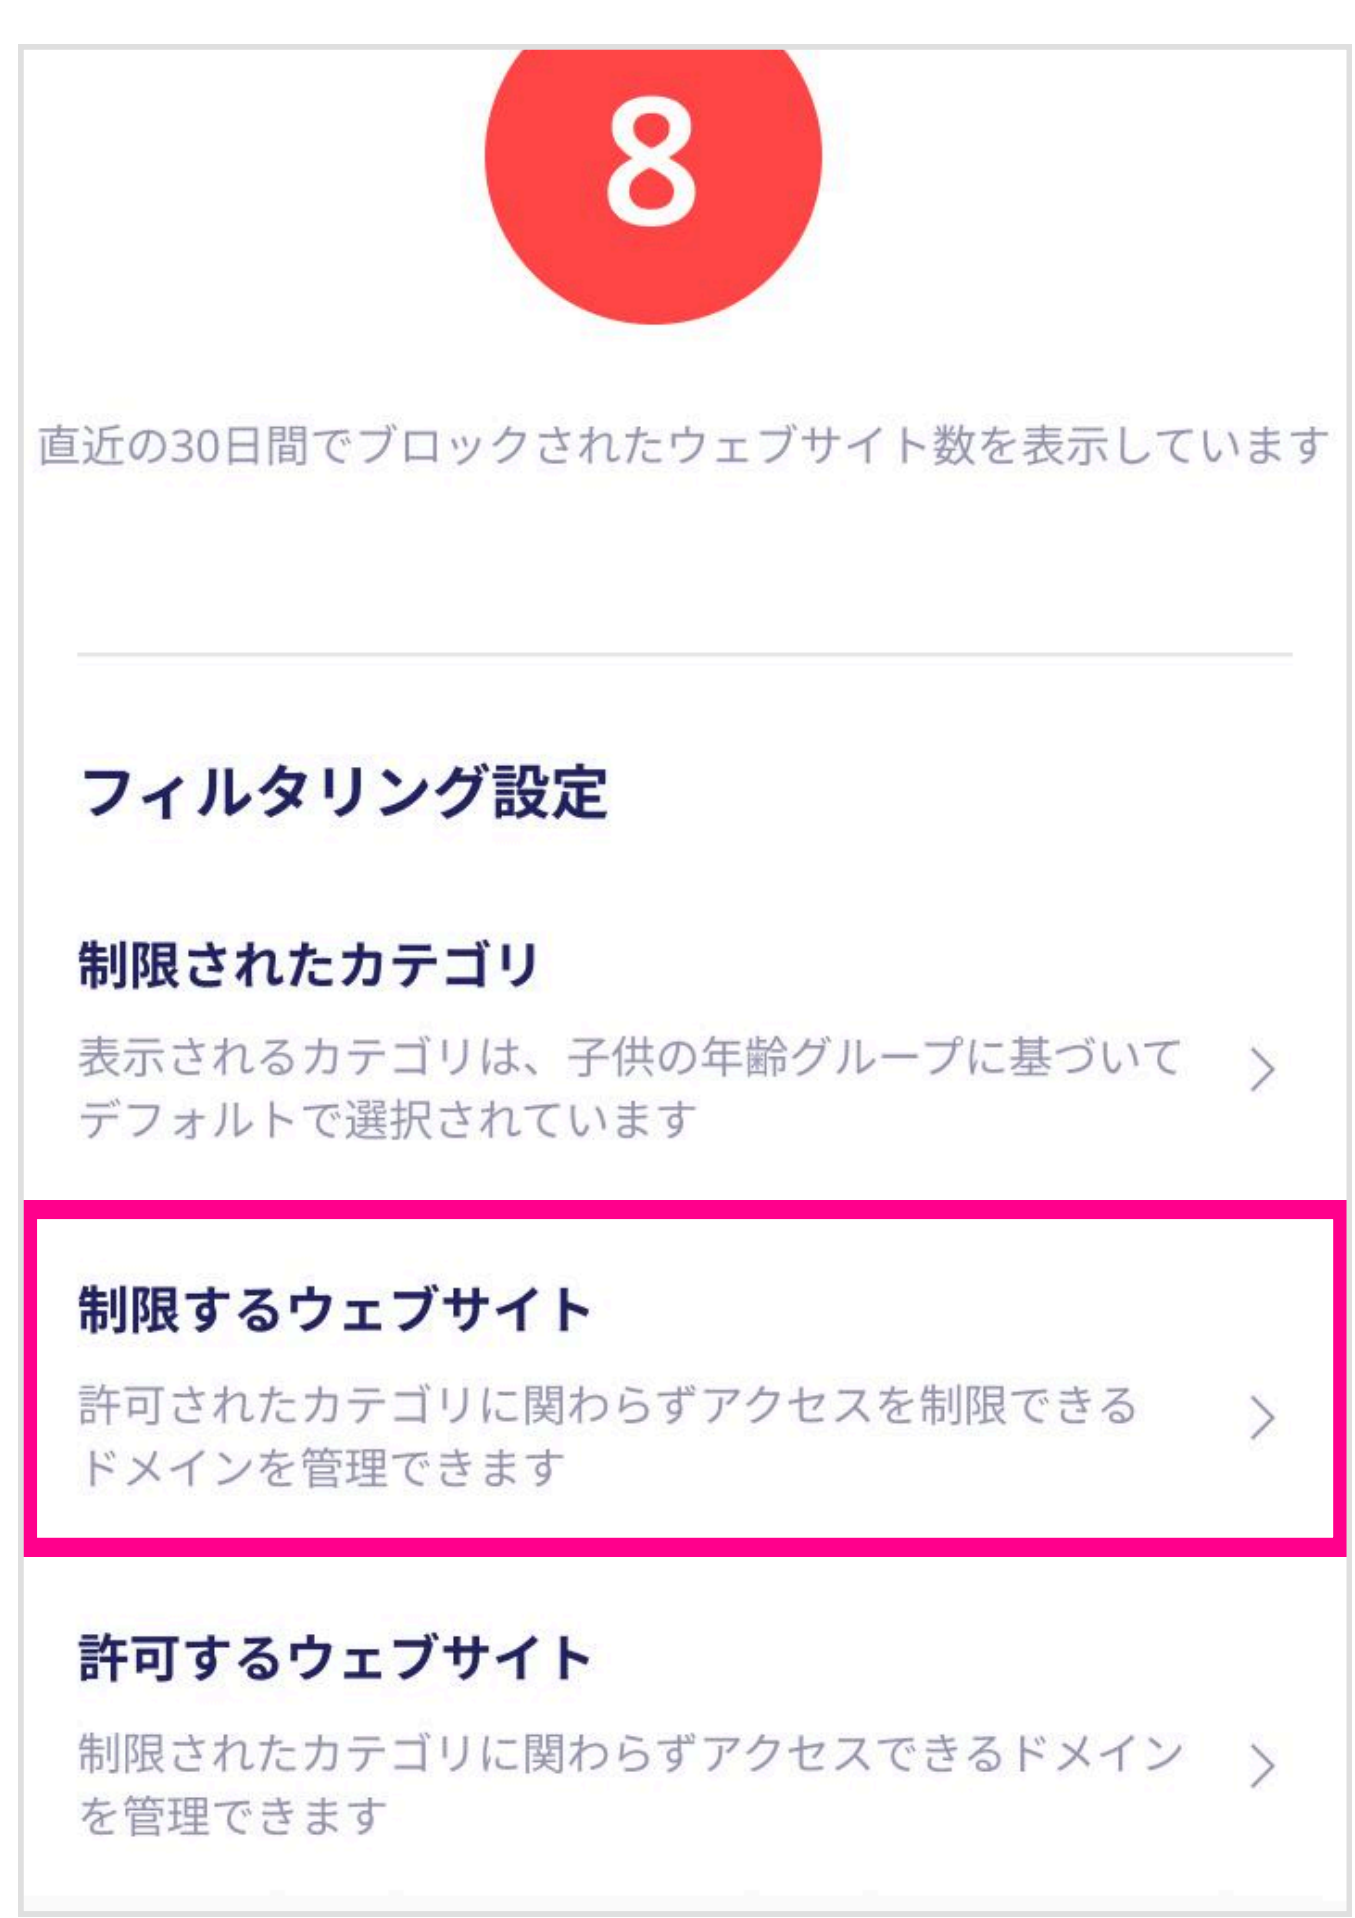 8
直近の30日間でブロックされたウェブサイト数を表示しています
フィルタリング設定
制限されたカテゴリ
表示されるカテゴリは、子供の年齢グループに基づいて
デフォルトで選択されています
制限するウェブサイト
許可されたカテゴリに関わらずアクセスを制限できる
ドメインを管理できます
許可するウェブサイト
制限されたカテゴリに関わらずアクセスできるドメイン
を管理できます